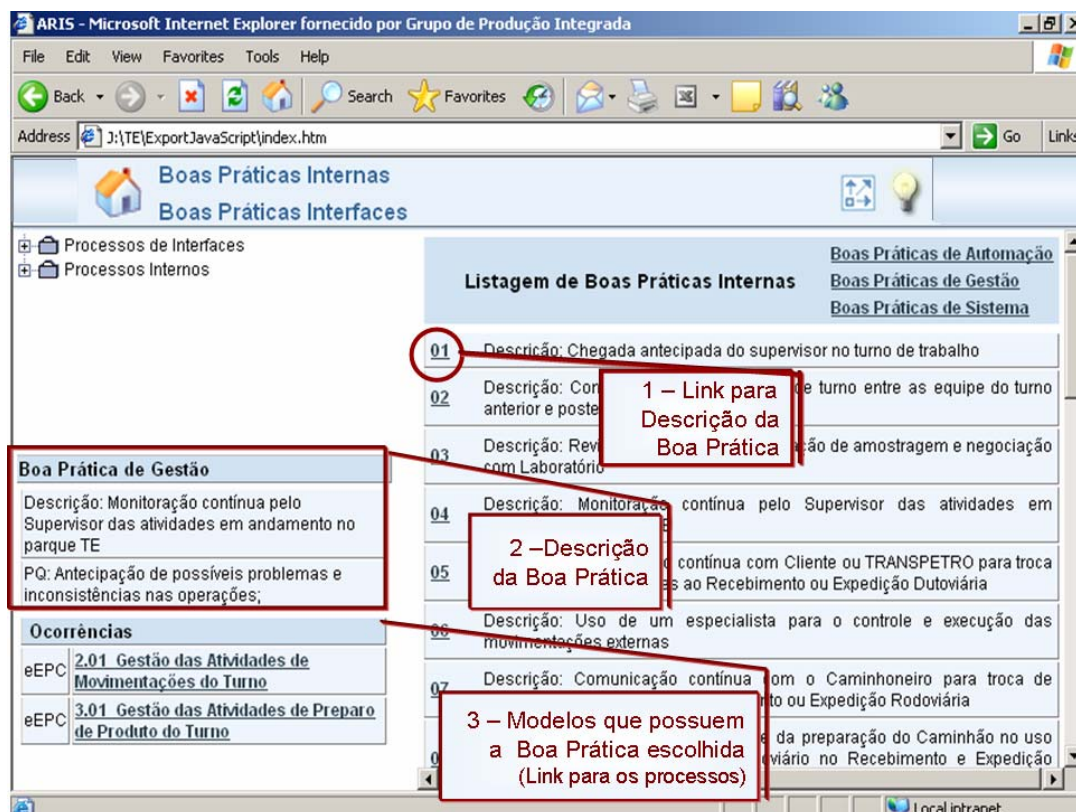 ARIS - Microsoft Internet Explorer fornecido por Grupo de Produção Integrada
File Edit View Favorites Tools Help
Back Search Favorites
Address J:\TE\ExportJavaScript\index.htm Go Links
Boas Práticas Internas
Boas Práticas Interfaces
Processos de Interfaces
Processos Internos
Boa Prática de Gestão
Descrição: Monitoração contínua pelo
Supervisor das atividades em andamento no
parque TE
PQ: Antecipação de possíveis problemas e
inconsistências nas operações;
Ocorrências
eEPC 2.01 Gestão das Atividades de
Movimentações do Turno
eEPC 3.01 Gestão das Atividades de Preparo
de Produto do Turno
Listagem de Boas Práticas Internas
Boas Práticas de Automação
Boas Práticas de Gestão
Boas Práticas de Sistema
01 Descrição: Chegada antecipada do supervisor no turno de trabalho
02 Descrição: de turno entre as equipe do turno
anterior e
03 Descrição: de amostragem e negociação
com Laboratório
04 Descrição: Monitoração contínua pelo Supervisor das atividades em
05 contínua com Cliente ou TRANSPETRO para troca
ao Recebimento ou Expedição Dutoviária
06 Descrição: Uso de um especialista para o controle e execução das
movimentações externas
07 Descrição: Comunicação contínua com o Caminhoneiro para troca de
ou Expedição Rodoviária
da preparação do Caminhão no uso
no Recebimento e Expedição
1 – Link para
Descrição da
Boa Prática
2 –Descrição
da Boa Prática
3 – Modelos que possuem
a Boa Prática escolhida
(Link para os processos)
Local intranet